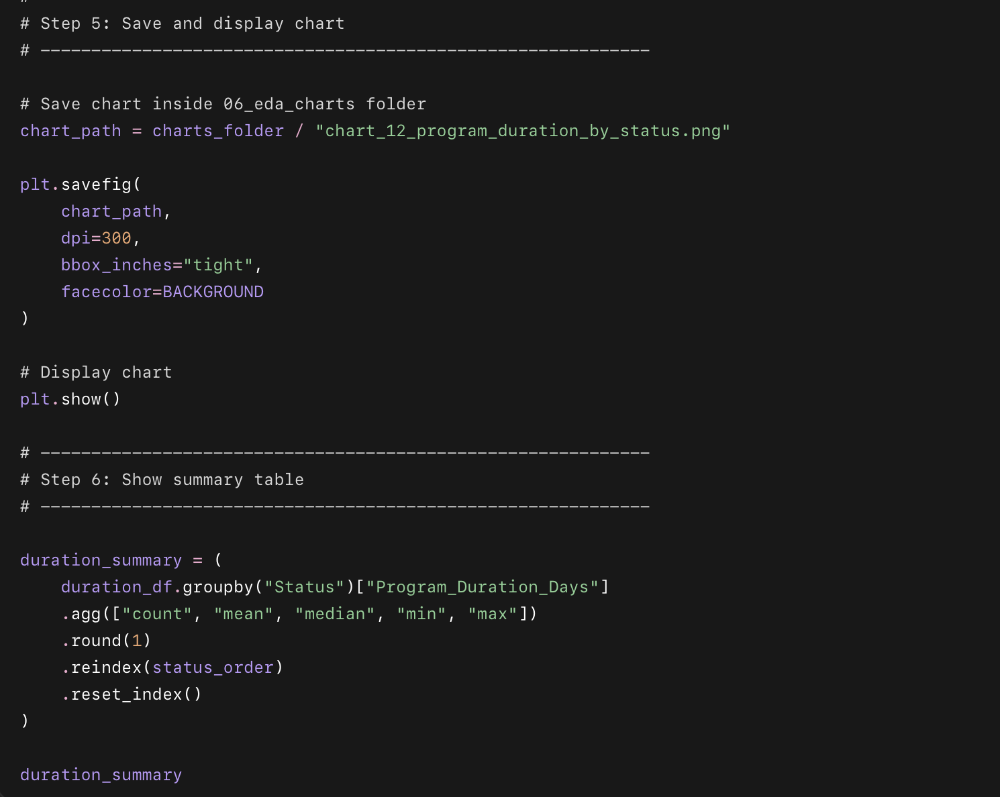 #
# Step 5: Save and display chart
# ------------------------------------------------------------
# Save chart inside 06_eda_charts folder
chart_path = charts_folder / "chart_12_program_duration_by_status.png"
plt.savefig(
    chart_path,
    dpi=300,
    bbox_inches="tight",
    facecolor=BACKGROUND
)
# Display chart
plt.show()
# ------------------------------------------------------------
# Step 6: Show summary table
# ------------------------------------------------------------
duration_summary = (
    duration_df.groupby("Status")["Program_Duration_Days"]
    .agg(["count", "mean", "median", "min", "max"])
    .round(1)
    .reindex(status_order)
    .reset_index()
)
duration_summary